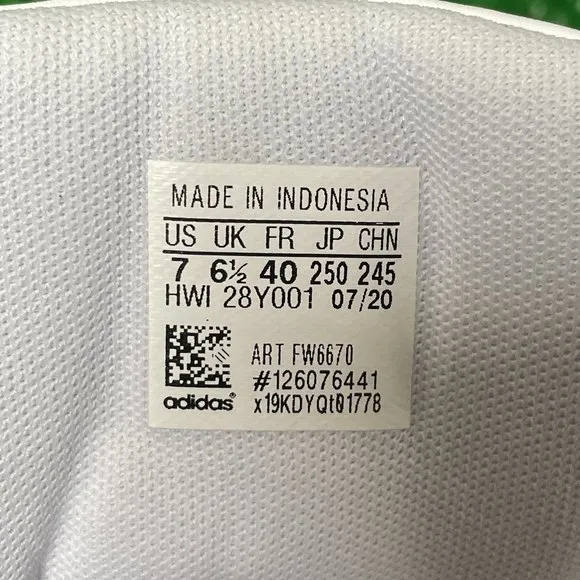 MADE IN INDONESIA
US UK FR JP CHN
7 6½ 40 250 245
HWI 28Y001 07/20
ART FW6670
#126076441
adidas® x19KDYQt01778